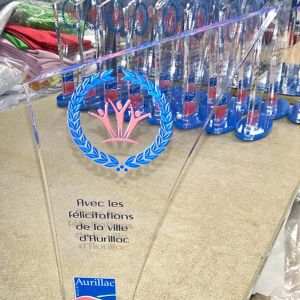 Avec les
félicitations
de la ville
d'Aurillac
Aurillac